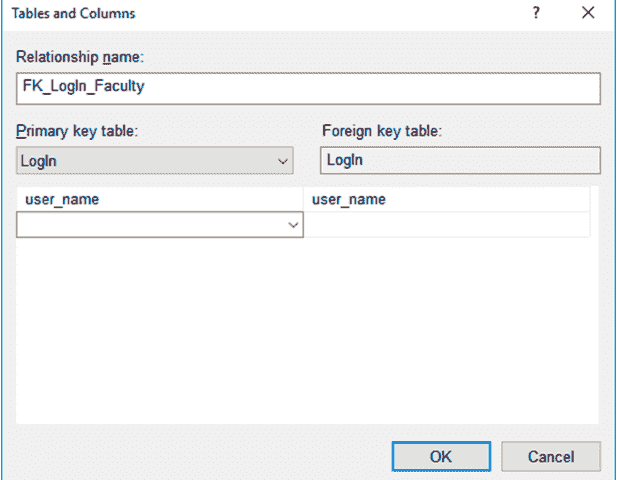 Tables and Columns
?
Relationship name:
FK_LogIn_Faculty
Primary key table:
Foreign key table:
LogIn
LogIn
user_name
user_name
OK
Cancel